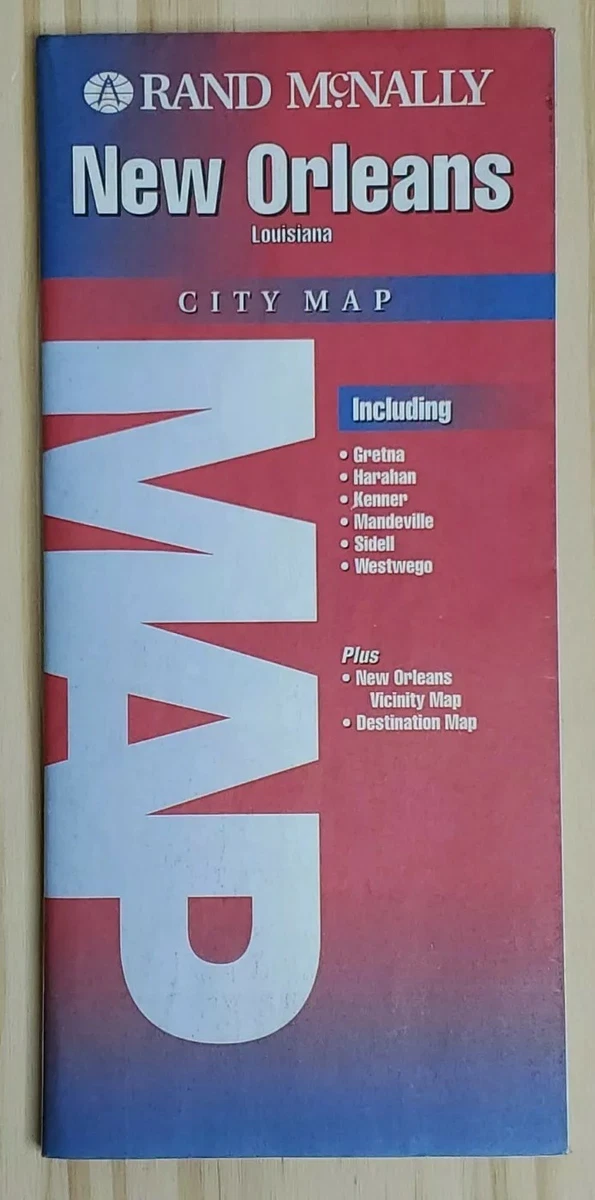 RAND McNALLY
New Orleans
Louisiana
CITY MAP
MAP
Including
• Gretna
• Harahan
• Kenner
• Mandeville
• Sidell
• Westwego
Plus
• New Orleans
Vicinity Map
• Destination Map